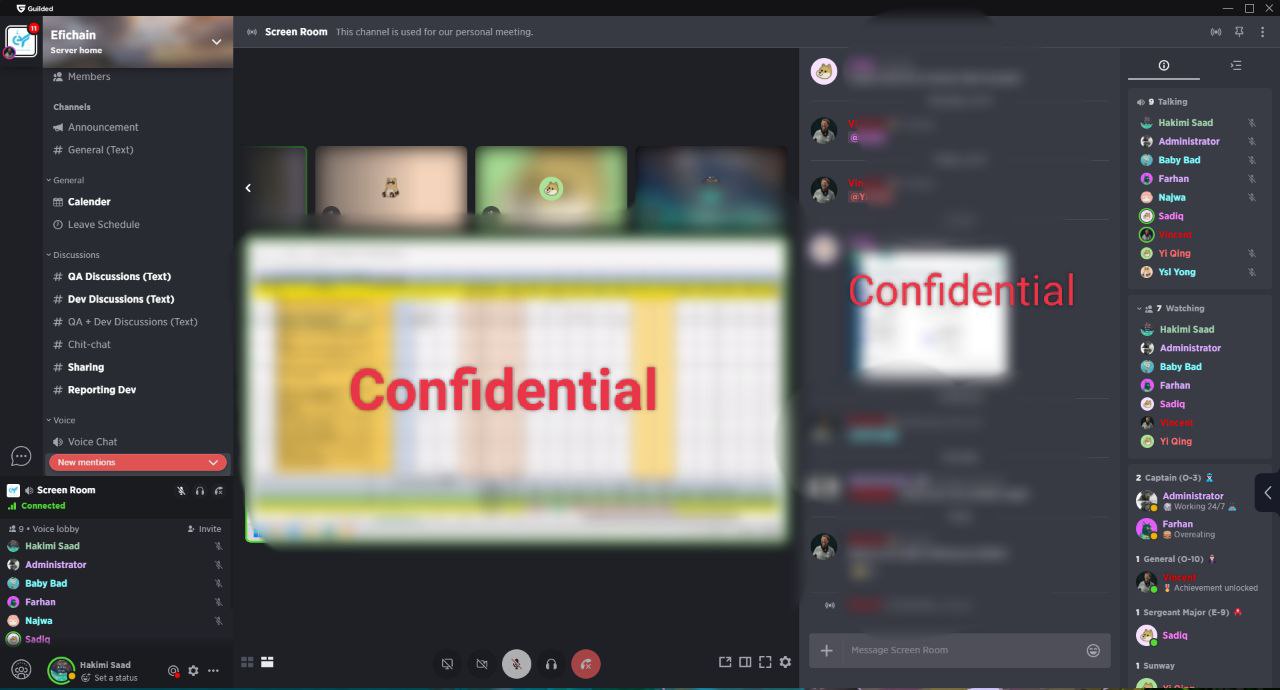 Guilded
11
Efichain
Server home
Members
Channels
Announcement
General (Text)
General
Calender
Leave Schedule
Discussions
QA Discussions (Text)
Dev Discussions (Text)
QA + Dev Discussions (Text)
Chit-chat
Sharing
Reporting Dev
Voice
Voice Chat
New mentions
Screen Room
Connected
9 • Voice lobby
Invite
Hakimi Saad
Administrator
Baby Bad
Farhan
Najwa
Sadiq
Hakimi Saad
Set a status
Screen Room This channel is used for our personal meeting.
Confidential
Confidential
Message Screen Room
9 Talking
Hakimi Saad
Administrator
Baby Bad
Farhan
Najwa
Sadiq
Vincent
Yi Qing
Ysl Yong
7 Watching
Hakimi Saad
Administrator
Baby Bad
Farhan
Sadiq
Vincent
Yi Qing
2 Captain (O-3)
Administrator
Working 24/7
Farhan
Overeating
1 General (O-10)
Vincent
Achievement unlocked
1 Sergeant Major (E-9)
Sadiq
1 Sunway
Yi Qing